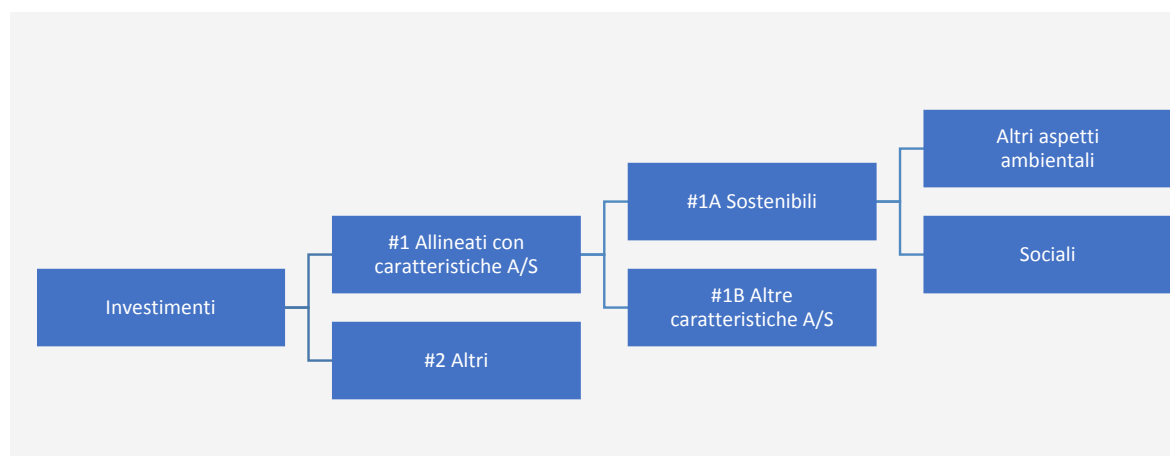 Investimenti
#1 Allineati con
caratteristiche A/S
#2 Altri
#1A Sostenibili
#1B Altre
caratteristiche A/S
Altri aspetti
ambientali
Sociali